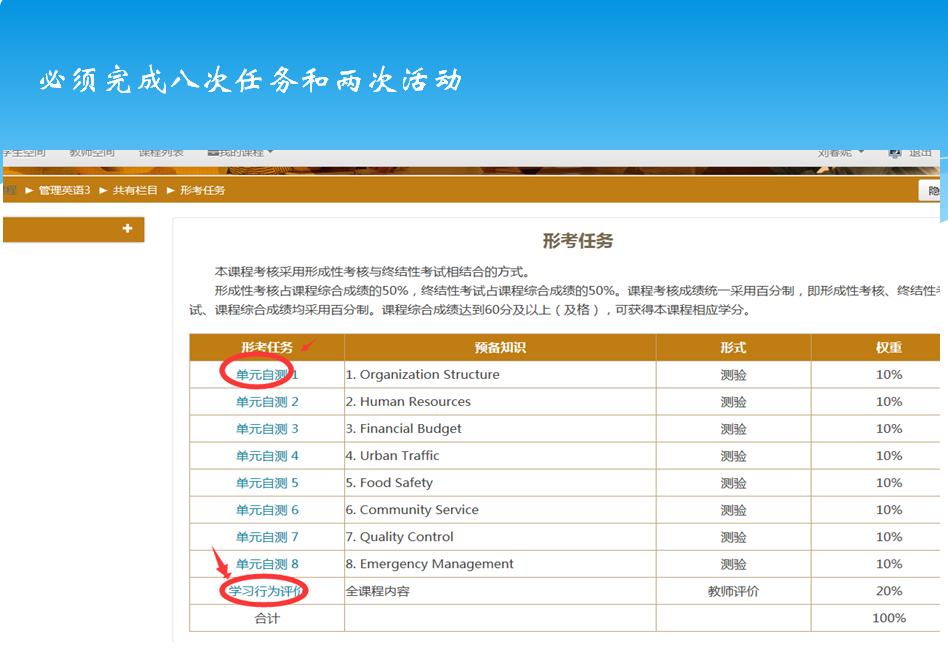 必须完成八次任务和两次活动
学生空间 教师空间 课程列表 我的课程 退出
程 ▶ 管理英语3 ▶ 共有栏目 ▶ 形考任务 隐
+
形考任务
本课程考核采用形成性考核与终结性考试相结合的方式。
形成性考核占课程综合成绩的50%，终结性考试占课程综合成绩的50%。课程考核成绩统一采用百分制，即形成性考核、终结性考
试、课程综合成绩均采用百分制。课程综合成绩达到60分及以上（及格），可获得本课程相应学分。
形考任务 预备知识 形式 权重
单元自测 1 1. Organization Structure 测验 10%
单元自测 2 2. Human Resources 测验 10%
单元自测 3 3. Financial Budget 测验 10%
单元自测 4 4. Urban Traffic 测验 10%
单元自测 5 5. Food Safety 测验 10%
单元自测 6 6. Community Service 测验 10%
单元自测 7 7. Quality Control 测验 10%
单元自测 8 8. Emergency Management 测验 10%
学习行为评价 全课程内容 教师评价 20%
合计 100%